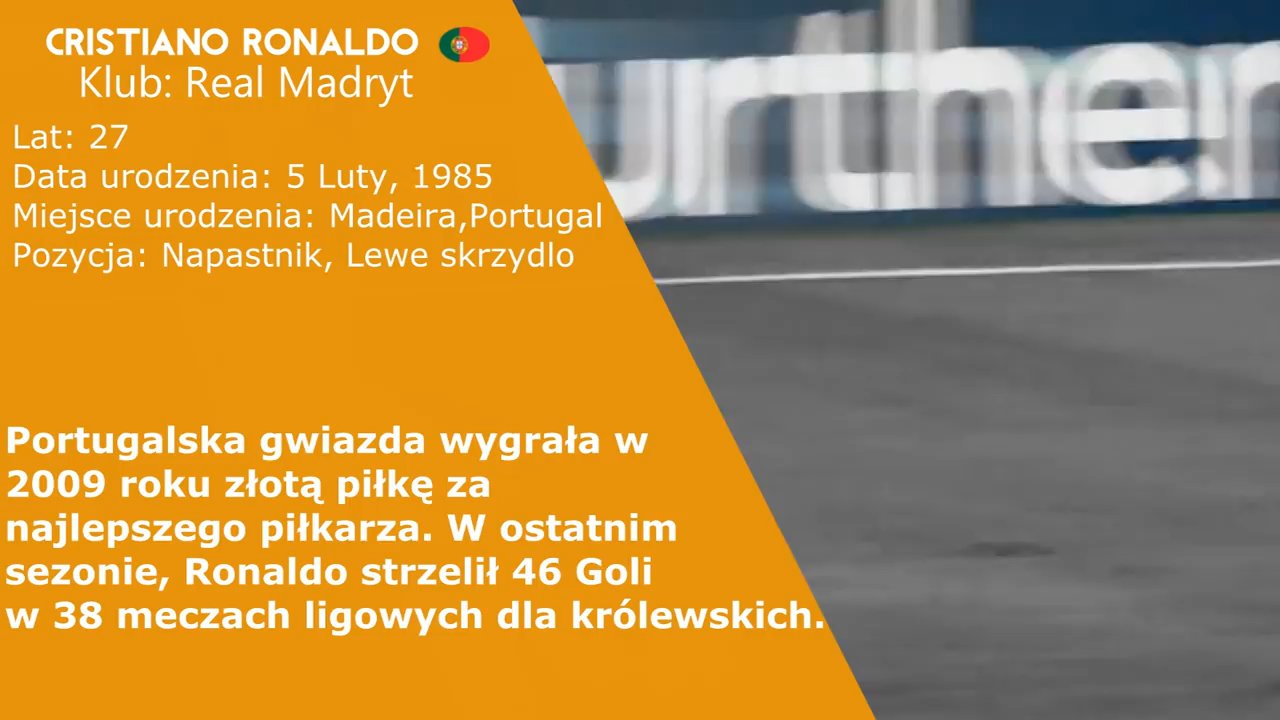 CRISTIANO RONALDO
Klub: Real Madryt
Lat: 27
Data urodzenia: 5 Luty, 1985
Miejsce urodzenia: Madeira,Portugal
Pozycja: Napastnik, Lewe skrzydlo
Portugalska gwiazda wygrała w
2009 roku złotą piłkę za
najlepszego piłkarza. W ostatnim
sezonie, Ronaldo strzelił 46 Goli
w 38 meczach ligowych dla królewskich.